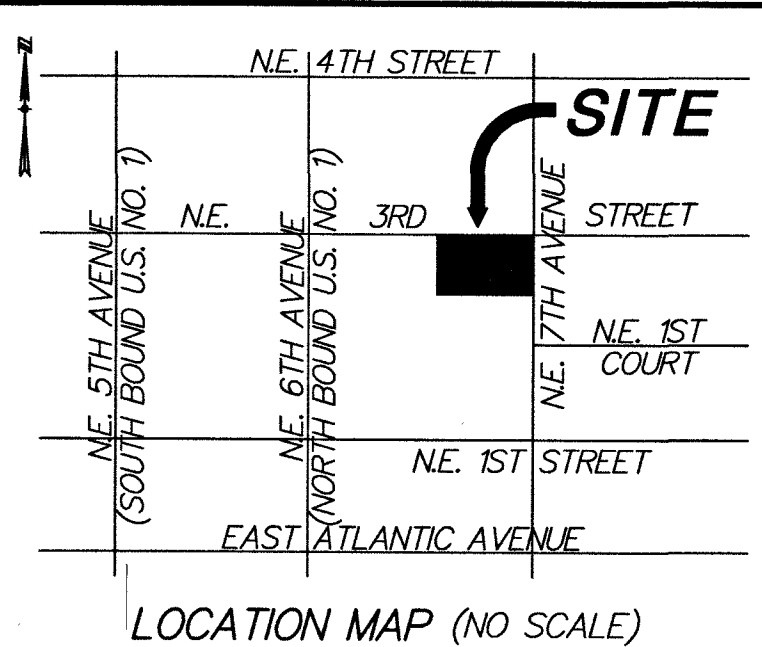 N
N.E. 4TH STREET
SITE
N.E. 3RD STREET
N.E. 5TH AVENUE
(SOUTH BOUND U.S. NO. 1)
N.E. 6TH AVENUE
(NORTH BOUND U.S. NO. 1)
N.E. 7TH AVENUE
N.E. 1ST
COURT
N.E. 1ST STREET
EAST ATLANTIC AVENUE
LOCATION MAP (NO SCALE)